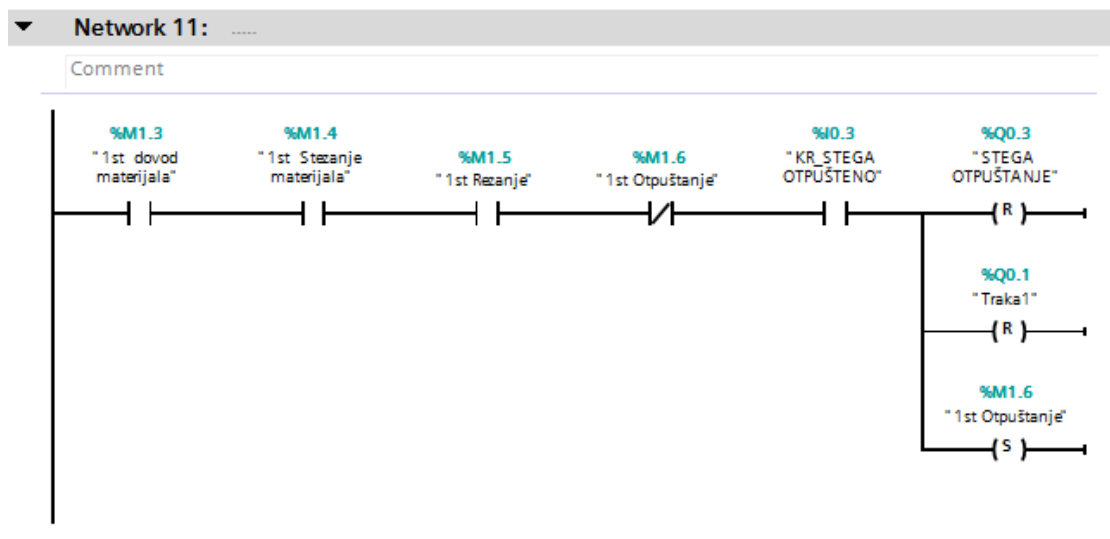 Network 11: .....
Comment
%M1.3
"1st dovod
materijala"
%M1.4
"1st Stezanje
materijala"
%M1.5
"1st Rezanje"
%M1.6
"1st Otpuštanje"
%I0.3
"KR_STEGA
OTPUŠTENO"
%Q0.3
"STEGA
OTPUŠTANJE"
R
%Q0.1
"Traka1"
R
%M1.6
"1st Otpuštanje"
S